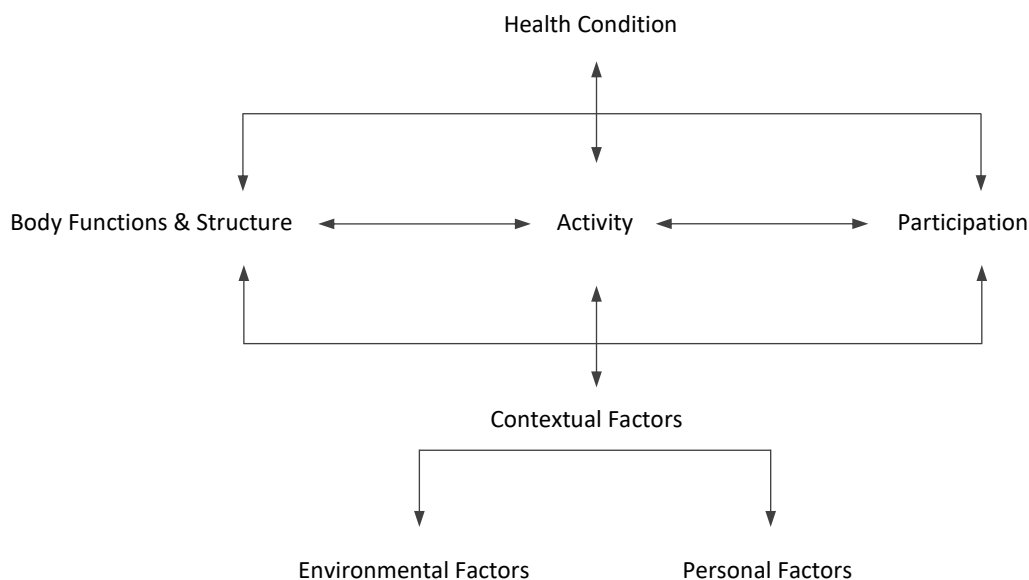 Health Condition
Body Functions & Structure
Activity
Participation
Contextual Factors
Environmental Factors
Personal Factors